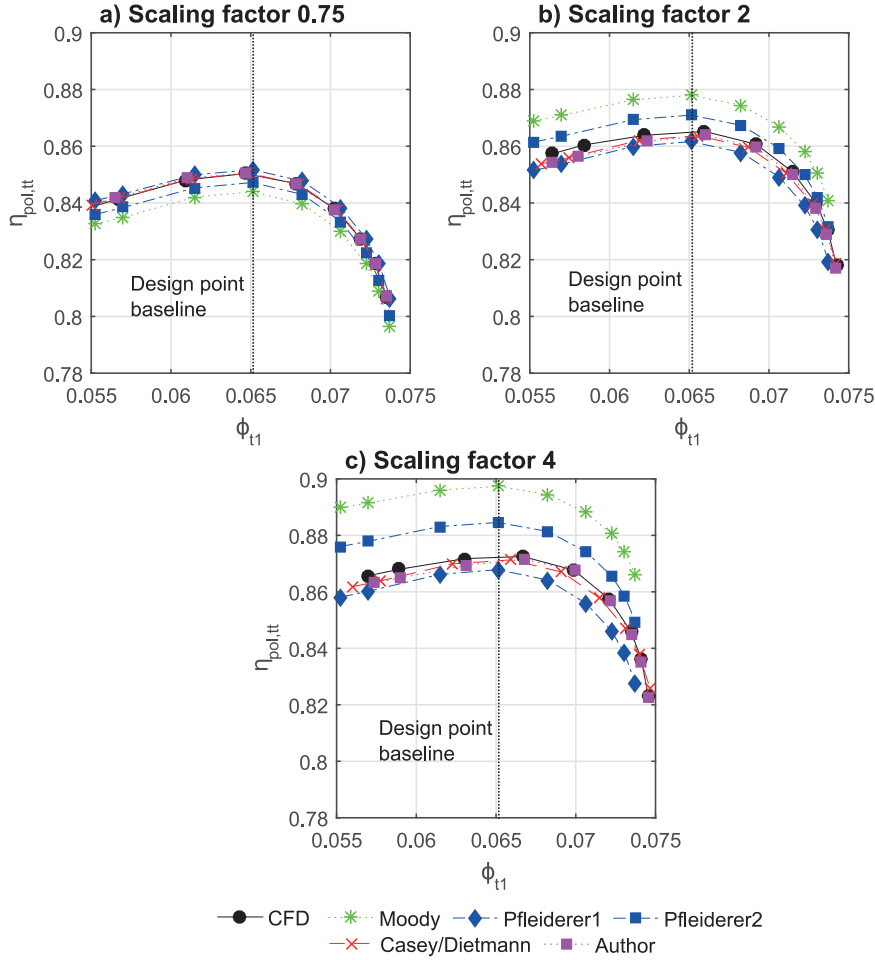 a) Scaling factor 0.75
b) Scaling factor 2
0.9
0.88
0.86
0.84
0.82
0.8
0.78
ηpol,tt
Design point
baseline
0.055
0.06
0.065
0.07
0.075
ϕt1
0.9
0.88
0.86
0.84
0.82
0.8
0.78
ηpol,tt
Design point
baseline
0.055
0.06
0.065
0.07
0.075
ϕt1
c) Scaling factor 4
0.9
0.88
0.86
0.84
0.82
0.8
0.78
ηpol,tt
Design point
baseline
0.055
0.06
0.065
0.07
0.075
ϕt1
CFD Moody Pfleiderer1 Pfleiderer2
Casey/Dietmann Author